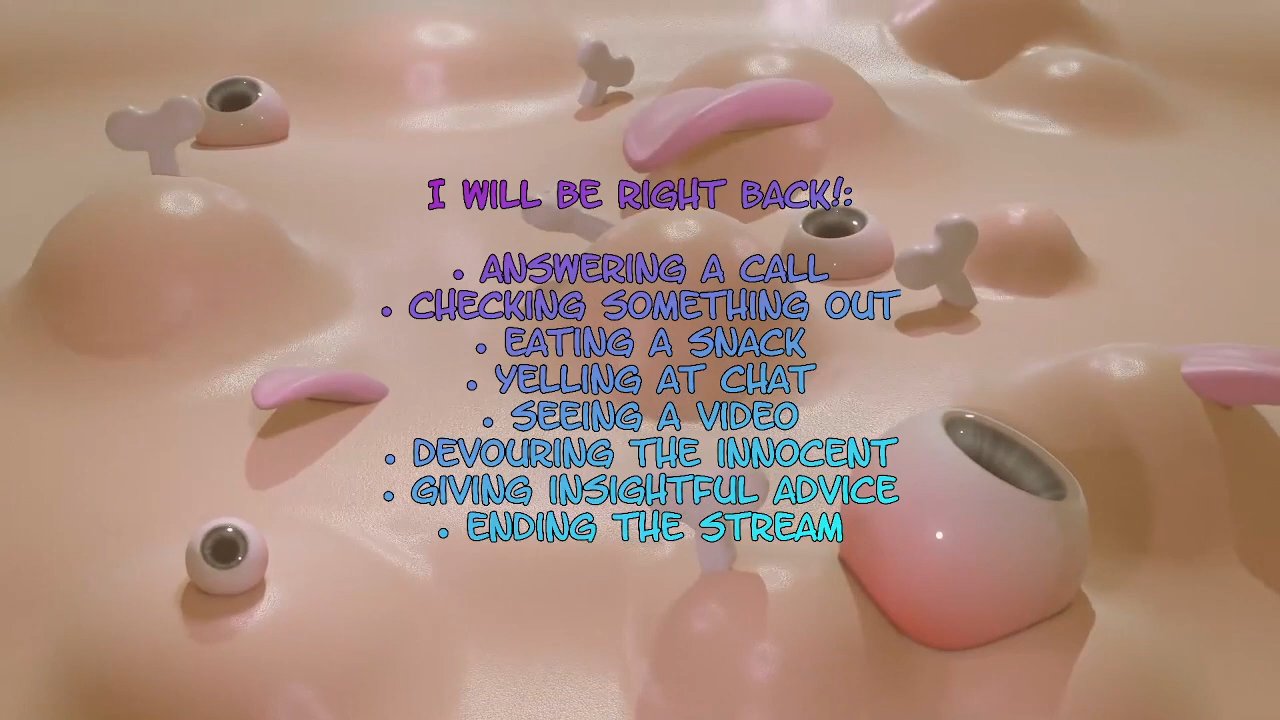 I WILL BE RIGHT BACK!:
• ANSWERING A CALL
• CHECKING SOMETHING OUT
• EATING A SNACK
• YELLING AT CHAT
• SEEING A VIDEO
• DEVOURING THE INNOCENT
• GIVING INSIGHTFUL ADVICE
• ENDING THE STREAM